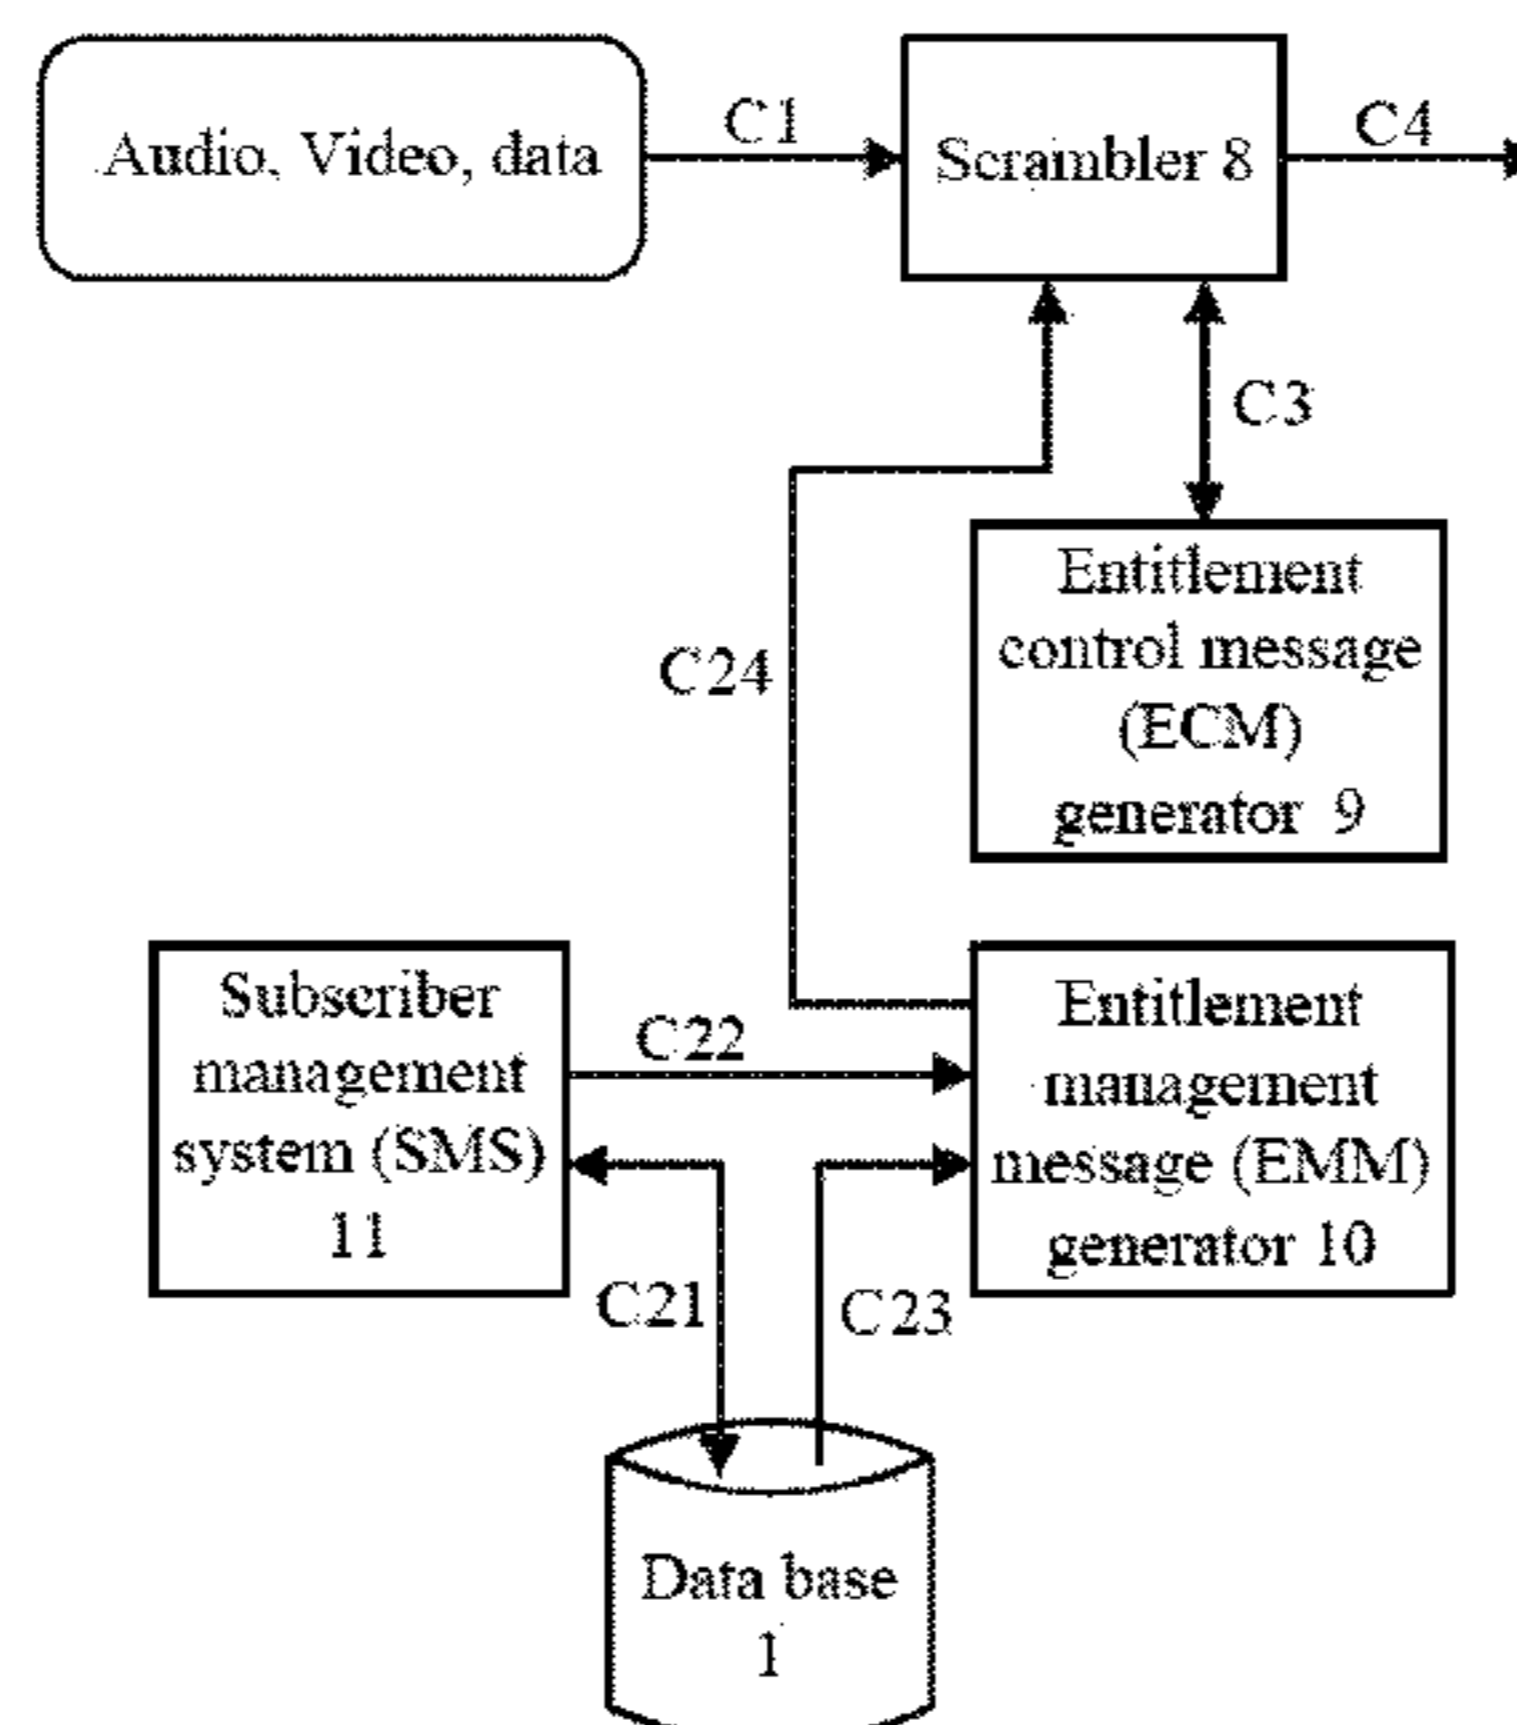 Audio, Video, data
C1
Scrambler 8
C4
C3
Entitlement
control message
(ECM)
generator 9
C24
Subscriber
management
system (SMS)
11
C22
Entitlement
management
message (EMM)
generator 10
C21
C23
Data base
1